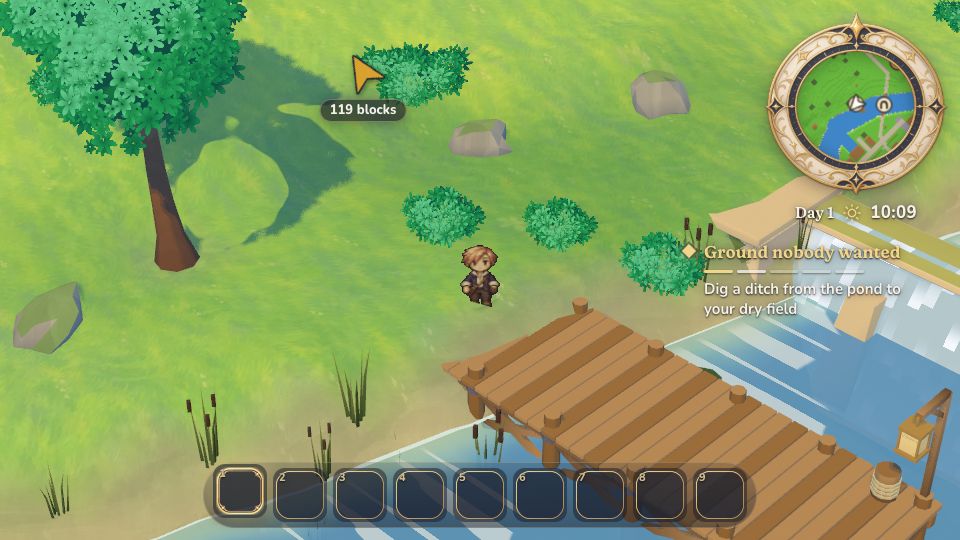 119 blocks
Day 1 10:09
Ground nobody wanted
Dig a ditch from the pond to
your dry field
1 2 3 4 5 6 7 8 9